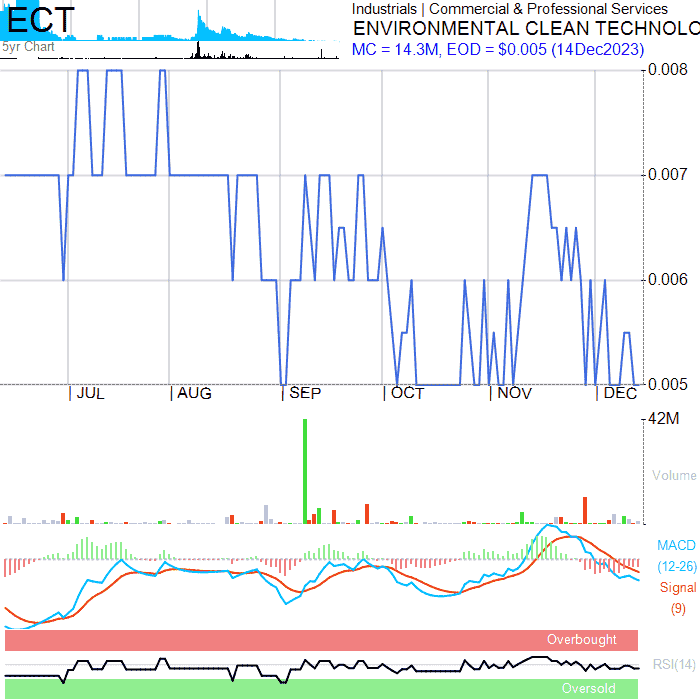 ECT
5yr Chart
Industrials | Commercial & Professional Services
ENVIRONMENTAL CLEAN TECHNOLO
MC = 14.3M, EOD = $0.005 (14Dec2023)
0.008
0.007
0.006
0.005
JUL AUG SEP OCT NOV DEC
42M
Volume
MACD
(12-26)
Signal
(9)
Overbought
RSI(14)
Oversold